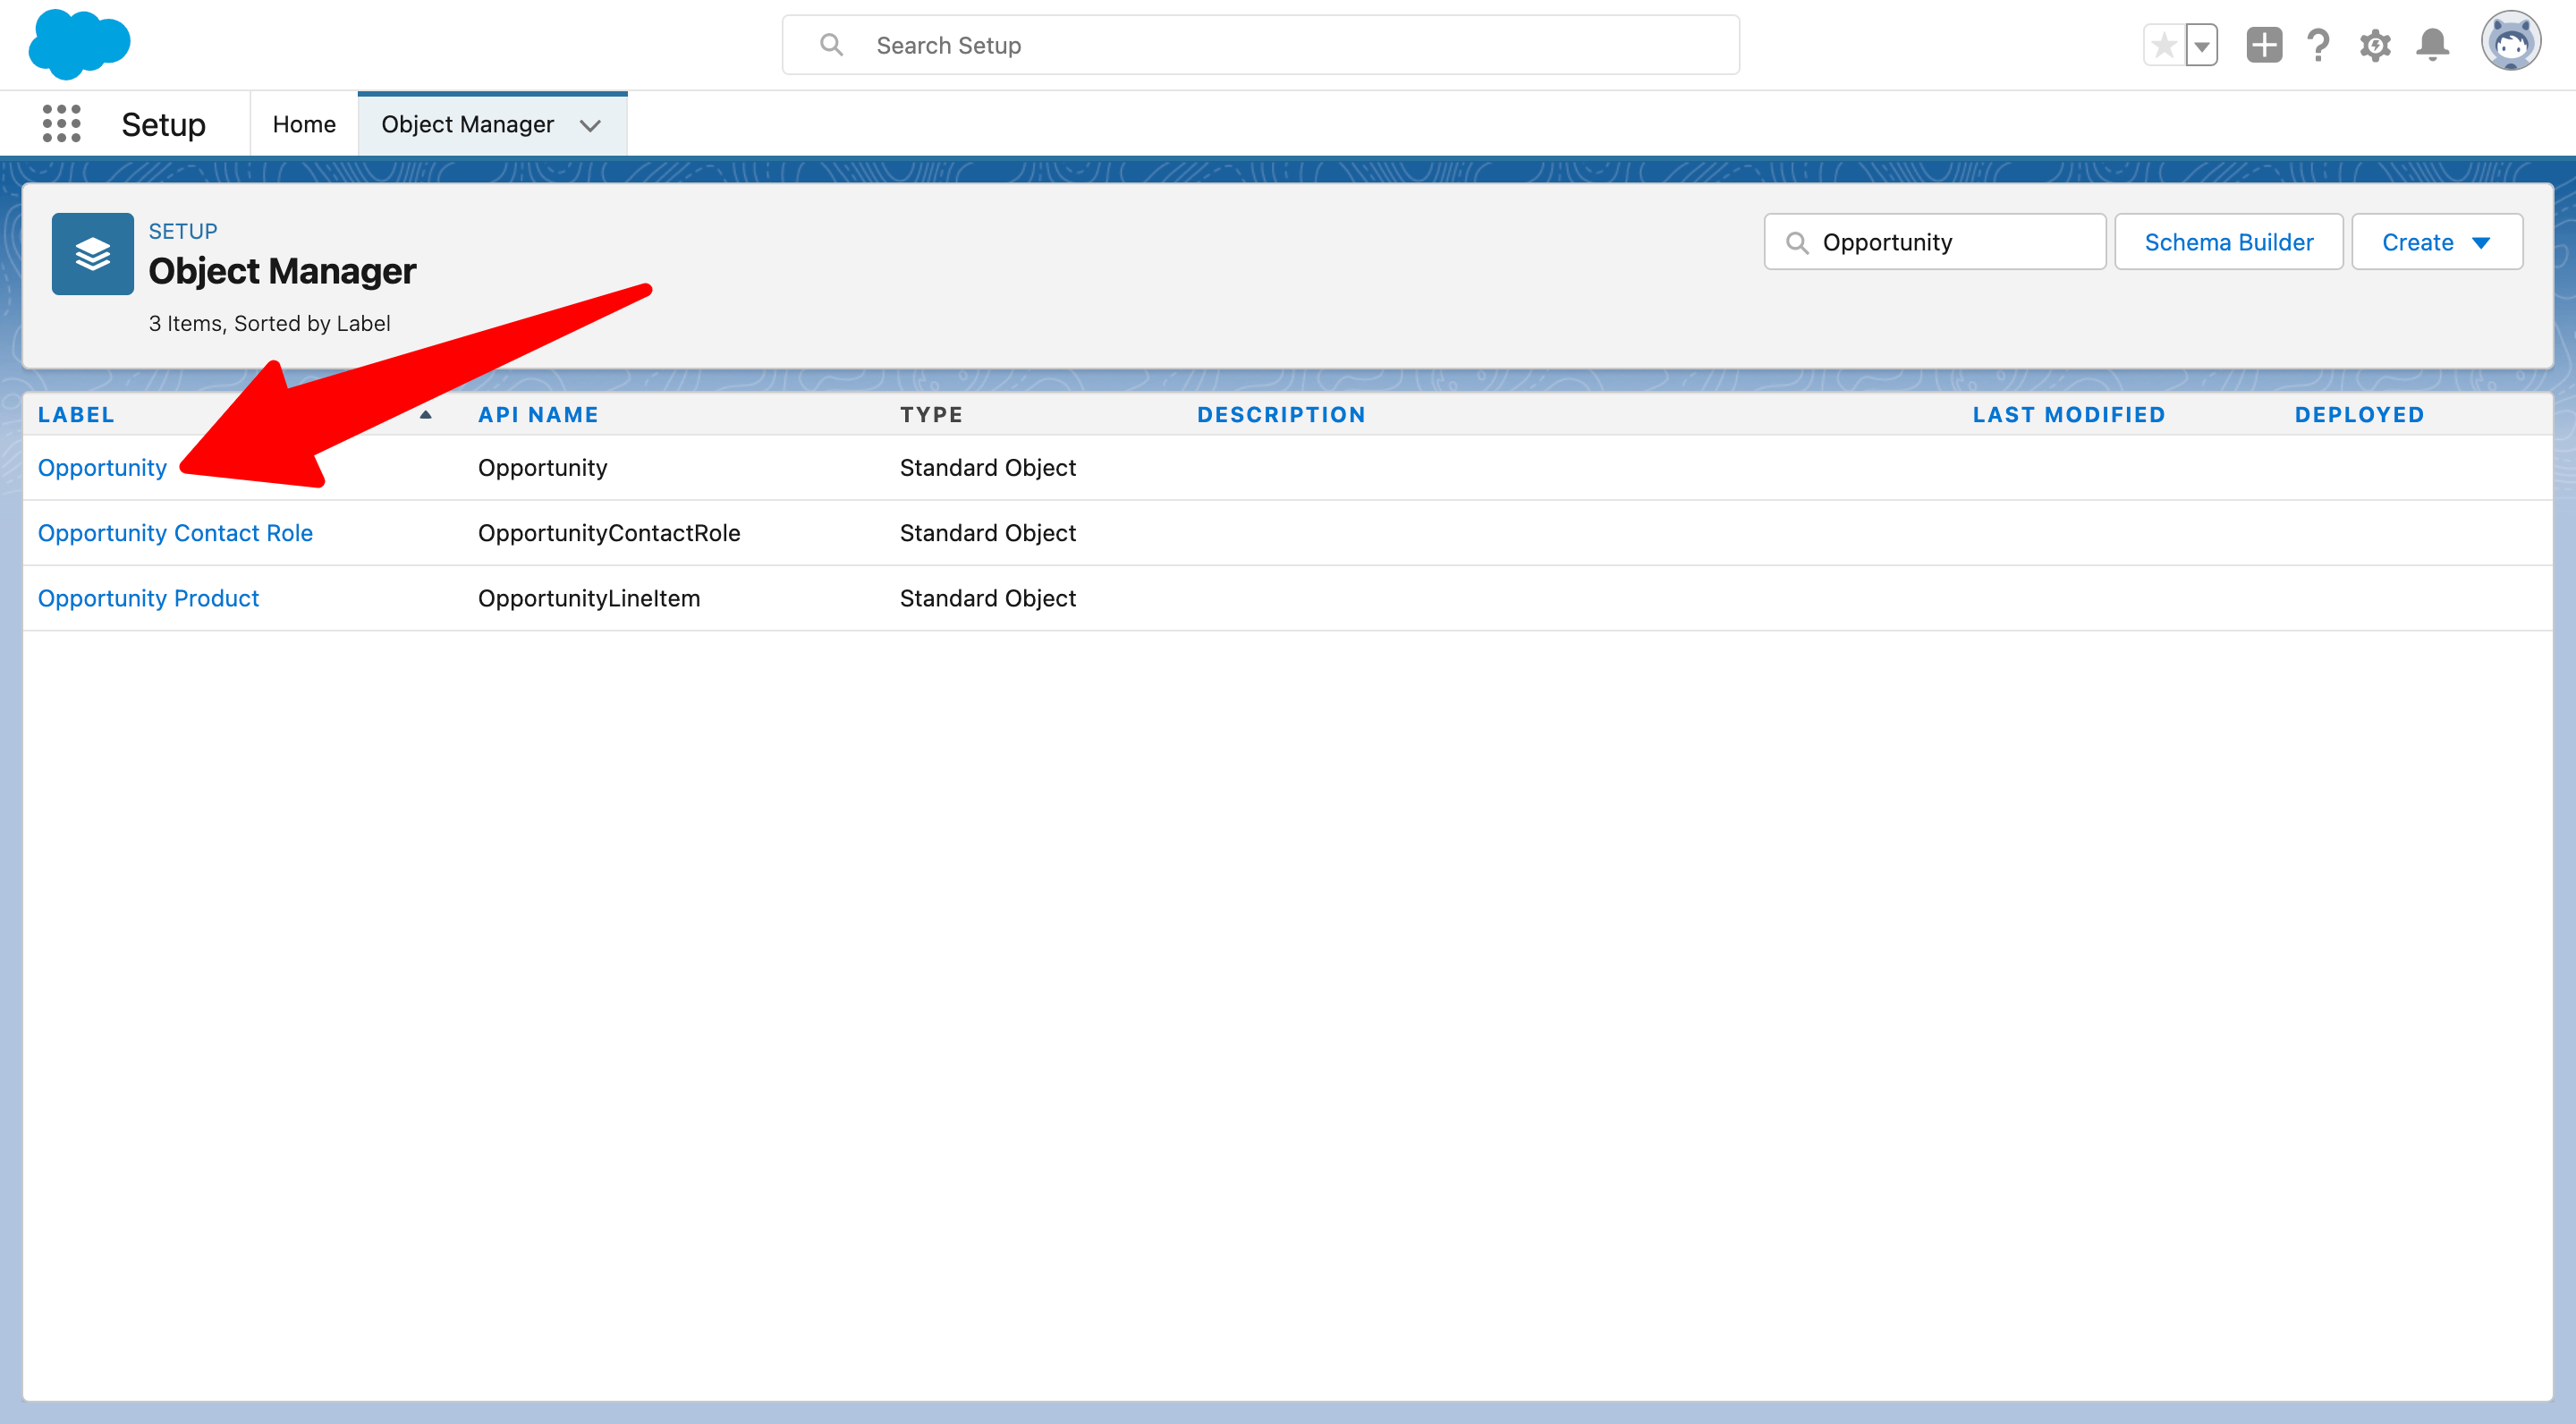 Search Setup
Setup Home Object Manager
SETUP
Object Manager
3 Items, Sorted by Label
Opportunity Schema Builder Create
LABEL API NAME TYPE DESCRIPTION LAST MODIFIED DEPLOYED
Opportunity Opportunity Standard Object
Opportunity Contact Role OpportunityContactRole Standard Object
Opportunity Product OpportunityLineItem Standard Object